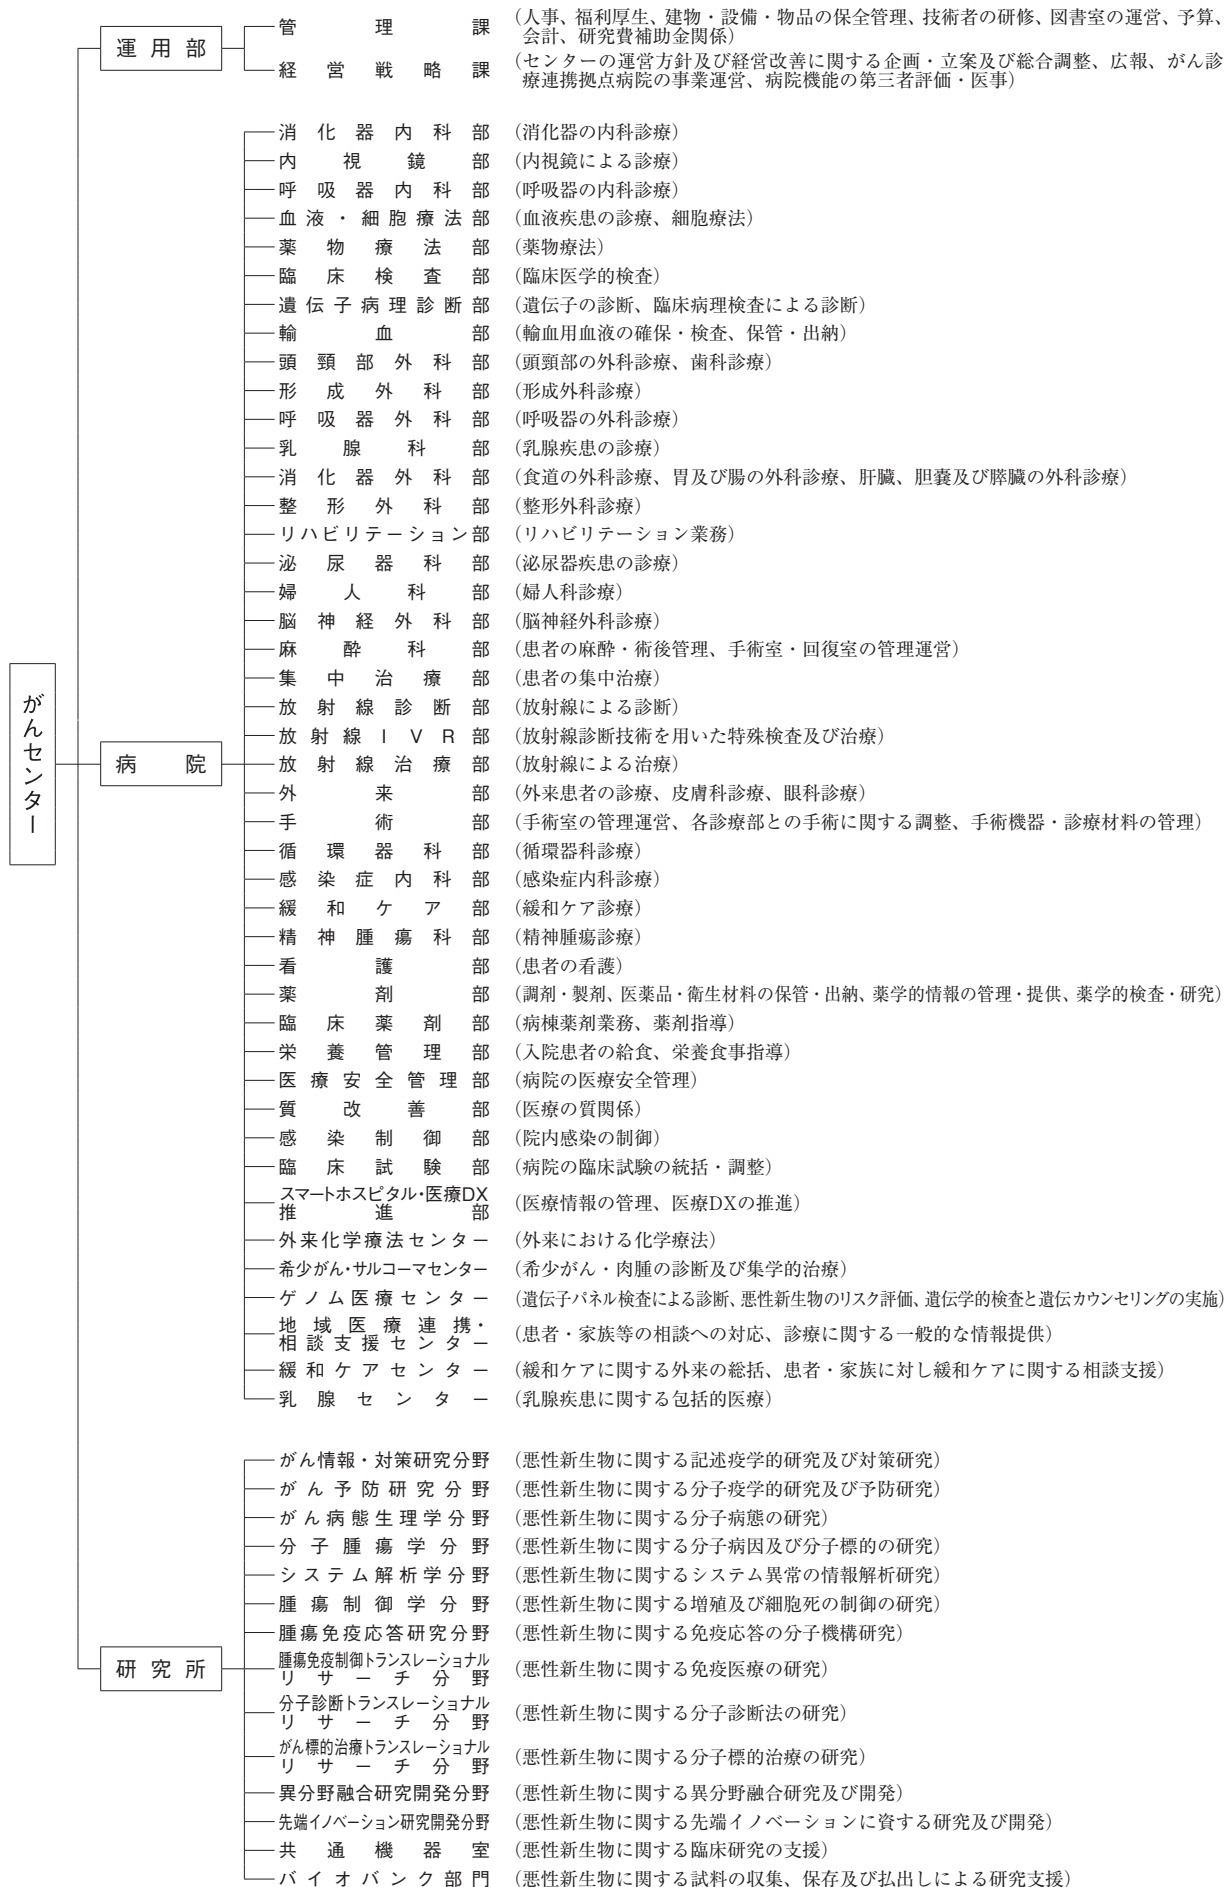 がんセンター
運用部
管理課 (人事、福利厚生、建物・設備・物品の保全管理、技術者の研修、図書室の運営、予算、
会計、研究費補助金関係)
経営戦略課 (センターの運営方針及び経営改善に関する企画・立案及び総合調整、広報、がん診
療連携拠点病院の事業運営、病院機能の第三者評価・医事)
病院
消化器内科部 (消化器の内科診療)
内視鏡部 (内視鏡による診療)
呼吸器内科部 (呼吸器の内科診療)
血液・細胞療法部 (血液疾患の診療、細胞療法)
薬物療法部 (薬物療法)
臨床検査部 (臨床医学的検査)
遺伝子病理診断部 (遺伝子の診断、臨床病理検査による診断)
輸血部 (輸血用血液の確保・検査、保管・出納)
頭頸部外科部 (頭頸部の外科診療、歯科診療)
形成外科部 (形成外科診療)
呼吸器外科部 (呼吸器の外科診療)
乳腺科部 (乳腺疾患の診療)
消化器外科部 (食道の外科診療、胃及び腸の外科診療、肝臓、胆嚢及び膵臓の外科診療)
整形外科部 (整形外科診療)
リハビリテーション部 (リハビリテーション業務)
泌尿器科部 (泌尿器疾患の診療)
婦人科部 (婦人科診療)
脳神経外科部 (脳神経外科診療)
麻酔科部 (患者の麻酔・術後管理、手術室・回復室の管理運営)
集中治療部 (患者の集中治療)
放射線診断部 (放射線による診断)
放射線IVR部 (放射線診断技術を用いた特殊検査及び治療)
放射線治療部 (放射線による治療)
外来部 (外来患者の診療、皮膚科診療、眼科診療)
手術部 (手術室の管理運営、各診療部との手術に関する調整、手術機器・診療材料の管理)
循環器科部 (循環器科診療)
感染症内科部 (感染症内科診療)
緩和ケア部 (緩和ケア診療)
精神腫瘍科部 (精神腫瘍診療)
看護部 (患者の看護)
薬剤部 (調剤・製剤、医薬品・衛生材料の保管・出納、薬学的情報の管理・提供、薬学的検査・研究)
臨床薬剤部 (病棟薬剤業務、薬剤指導)
栄養管理部 (入院患者の給食、栄養食事指導)
医療安全管理部 (病院の医療安全管理)
質改善部 (医療の質関係)
感染制御部 (院内感染の制御)
臨床試験部 (病院の臨床試験の統括・調整)
スマートホスピタル・医療DX
推進部 (医療情報の管理、医療DXの推進)
外来化学療法センター (外来における化学療法)
希少がん・サルコーマセンター (希少がん・肉腫の診断及び集学的治療)
ゲノム医療センター (遺伝子パネル検査による診断、悪性新生物のリスク評価、遺伝学的検査と遺伝カウンセリングの実施)
地域医療連携・
相談支援センター (患者・家族等の相談への対応、診療に関する一般的な情報提供)
緩和ケアセンター (緩和ケアに関する外来の総括、患者・家族に対し緩和ケアに関する相談支援)
乳腺センター (乳腺疾患に関する包括的医療)
研究所
がん情報・対策研究分野 (悪性新生物に関する記述疫学的研究及び対策研究)
がん予防研究分野 (悪性新生物に関する分子疫学的研究及び予防研究)
がん病態生理学分野 (悪性新生物に関する分子病態の研究)
分子腫瘍学分野 (悪性新生物に関する分子病因及び分子標的の研究)
システム解析学分野 (悪性新生物に関するシステム異常の情報解析研究)
腫瘍制御学分野 (悪性新生物に関する増殖及び細胞死の制御の研究)
腫瘍免疫応答研究分野 (悪性新生物に関する免疫応答の分子機構研究)
腫瘍免疫制御トランスレーショナル
リサーチ分野 (悪性新生物に関する免疫医療の研究)
分子診断トランスレーショナル
リサーチ分野 (悪性新生物に関する分子診断法の研究)
がん標的治療トランスレーショナル
リサーチ分野 (悪性新生物に関する分子標的治療の研究)
異分野融合研究開発分野 (悪性新生物に関する異分野融合研究及び開発)
先端イノベーション研究開発分野 (悪性新生物に関する先端イノベーションに資する研究及び開発)
共通機器室 (悪性新生物に関する臨床研究の支援)
バイオバンク部門 (悪性新生物に関する試料の収集、保存及び払出しによる研究支援)